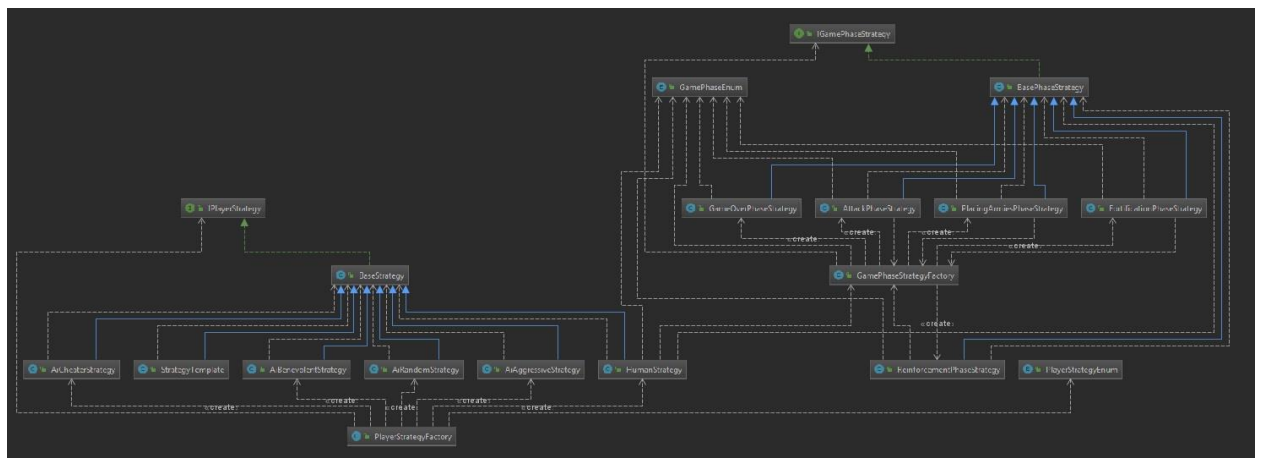 IGamePhaseStrategy
GamePhaseEnum
BasePhaseStrategy
IPlayerStrategy
GameOverPhaseStrategy
AttackPhaseStrategy
PlacingArmiesPhaseStrategy
FortificationPhaseStrategy
«create»
«create»
«create»
«create»
BaseStrategy
GamePhaseStrategyFactory
«create»
AiCheaterStrategy
StrategyTemplate
AiBenevolentStrategy
AiRandomStrategy
AiAggressiveStrategy
HumanStrategy
ReinforcementPhaseStrategy
PlayerStrategyEnum
«create»
«create»
«create»
«create»
«create»
PlayerStrategyFactory